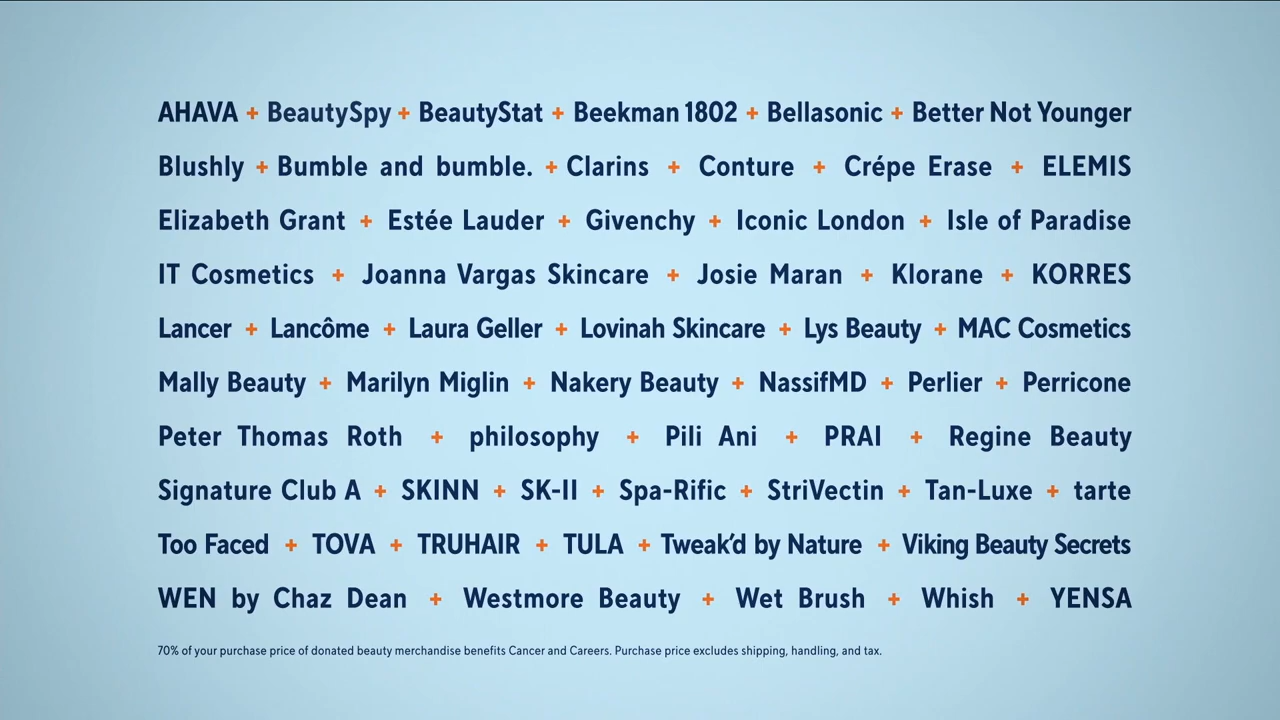 AHAVA + BeautySpy + BeautyStat + Beekman 1802 + Bellasonic + Better Not Younger
Blushly + Bumble and bumble. + Clarins + Conture + Crépe Erase + ELEMIS
Elizabeth Grant + Estée Lauder + Givenchy + Iconic London + Isle of Paradise
IT Cosmetics + Joanna Vargas Skincare + Josie Maran + Klorane + KORRES
Lancer + Lancôme + Laura Geller + Lovinah Skincare + Lys Beauty + MAC Cosmetics
Mally Beauty + Marilyn Miglin + Nakery Beauty + NassifMD + Perlier + Perricone
Peter Thomas Roth + philosophy + Pili Ani + PRAI + Regine Beauty
Signature Club A + SKINN + SK-II + Spa-Rific + StriVectin + Tan-Luxe + tarte
Too Faced + TOVA + TRUHAIR + TULA + Tweak'd by Nature + Viking Beauty Secrets
WEN by Chaz Dean + Westmore Beauty + Wet Brush + Whish + YENSA
70% of your purchase price of donated beauty merchandise benefits Cancer and Careers. Purchase price excludes shipping, handling, and tax.